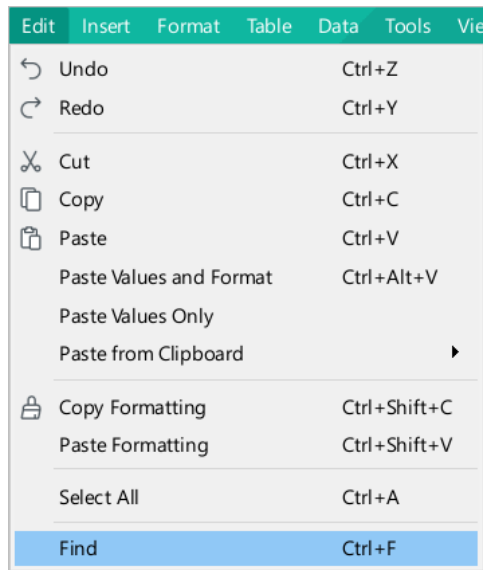 Edit Insert Format Table Data Tools Vie
Undo Ctrl+Z
Redo Ctrl+Y
Cut Ctrl+X
Copy Ctrl+C
Paste Ctrl+V
Paste Values and Format Ctrl+Alt+V
Paste Values Only
Paste from Clipboard
Copy Formatting Ctrl+Shift+C
Paste Formatting Ctrl+Shift+V
Select All Ctrl+A
Find Ctrl+F